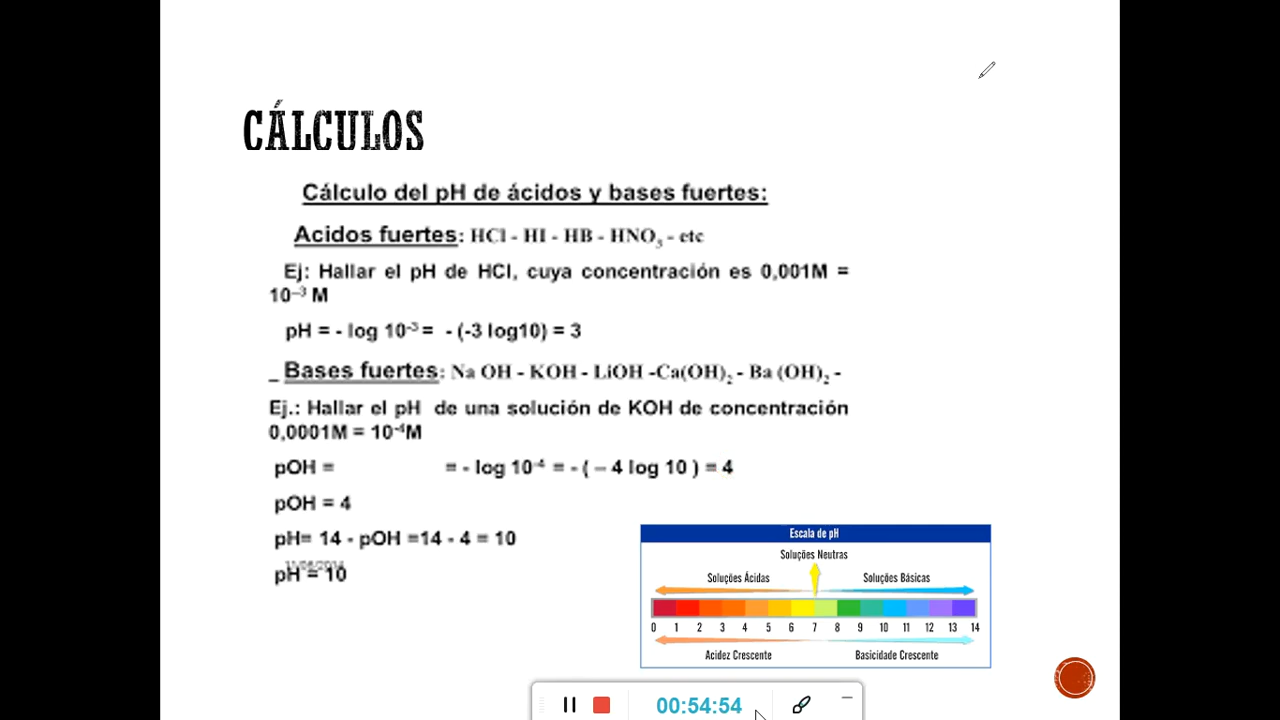 CÁLCULOS
Cálculo del pH de ácidos y bases fuertes:
Acidos fuertes: HCl - HI - HB - HNO₃ - etc
Ej: Hallar el pH de HCl, cuya concentración es 0,001M =
10⁻³ M
pH = - log 10⁻³ = - (-3 log10) = 3
_ Bases fuertes: Na OH - KOH - LiOH -Ca(OH)₂ - Ba (OH)₂ -
Ej.: Hallar el pH de una solución de KOH de concentración
0,0001M = 10⁻⁴M
pOH = = - log 10⁻⁴ = - ( – 4 log 10 ) = 4
pOH = 4
pH= 14 - pOH =14 - 4 = 10
pH = 10
Escala de pH
Soluções Neutras
Soluções Ácidas Soluções Básicas
0 1 2 3 4 5 6 7 8 9 10 11 12 13 14
Acidez Crescente Basicidade Crescente
00:54:54